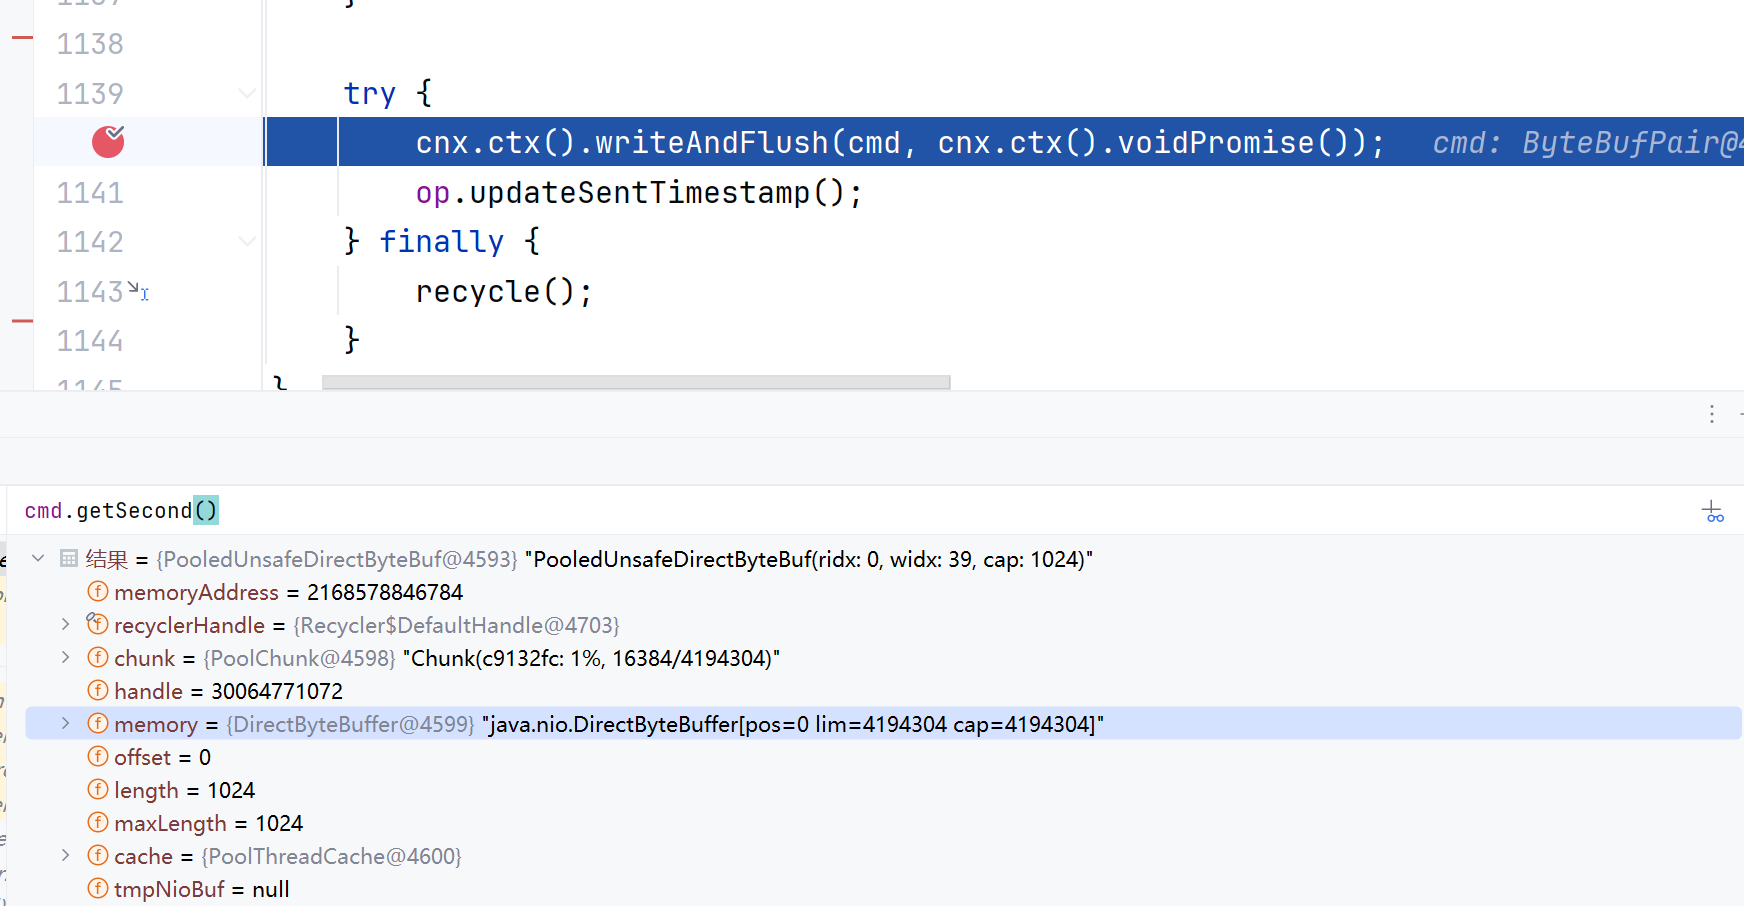 }
1138
1139 try {
cnx.ctx().writeAndFlush(cmd, cnx.ctx().voidPromise()); cmd: ByteBufPair@4
1141 op.updateSentTimestamp();
1142 } finally {
1143 recycle();
1144 }
1145 }
cmd.getSecond()
结果 = {PooledUnsafeDirectByteBuf@4593} "PooledUnsafeDirectByteBuf(ridx: 0, widx: 39, cap: 1024)"
memoryAddress = 2168578846784
recyclerHandle = {Recycler$DefaultHandle@4703}
chunk = {PoolChunk@4598} "Chunk(c9132fc: 1%, 16384/4194304)"
handle = 30064771072
memory = {DirectByteBuffer@4599} "java.nio.DirectByteBuffer[pos=0 lim=4194304 cap=4194304]"
offset = 0
length = 1024
maxLength = 1024
cache = {PoolThreadCache@4600}
tmpNioBuf = null